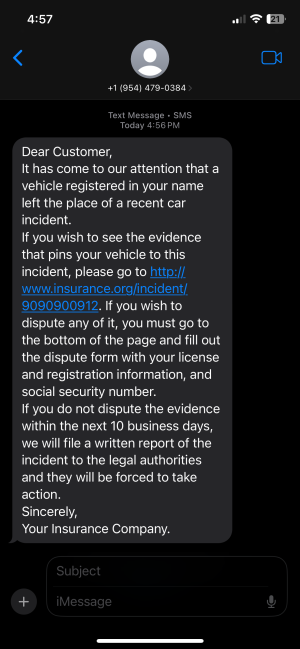 4:57
21
+1 (954) 479-0384
Text Message • SMS
Today 4:56 PM
Dear Customer,
It has come to our attention that a
vehicle registered in your name
left the place of a recent car
incident.
If you wish to see the evidence
that pins your vehicle to this
incident, please go to http://
www.insurance.org/incident/
9090900912. If you wish to
dispute any of it, you must go to
the bottom of the page and fill out
the dispute form with your license
and registration information, and
social security number.
If you do not dispute the evidence
within the next 10 business days,
we will file a written report of the
incident to the legal authorities
and they will be forced to take
action.
Sincerely,
Your Insurance Company.
Subject
iMessage